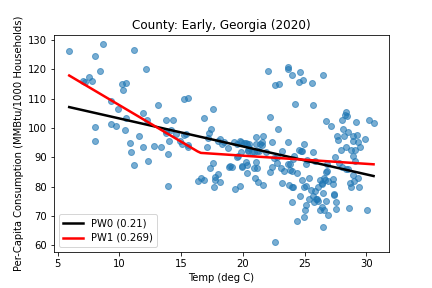 County: Early, Georgia (2020)
Per-Capita Consumption (MMBtu/1000 Households)
130
120
110
100
90
80
70
60
PW0 (0.21)
PW1 (0.269)
5 10 15 20 25 30
Temp (deg C)